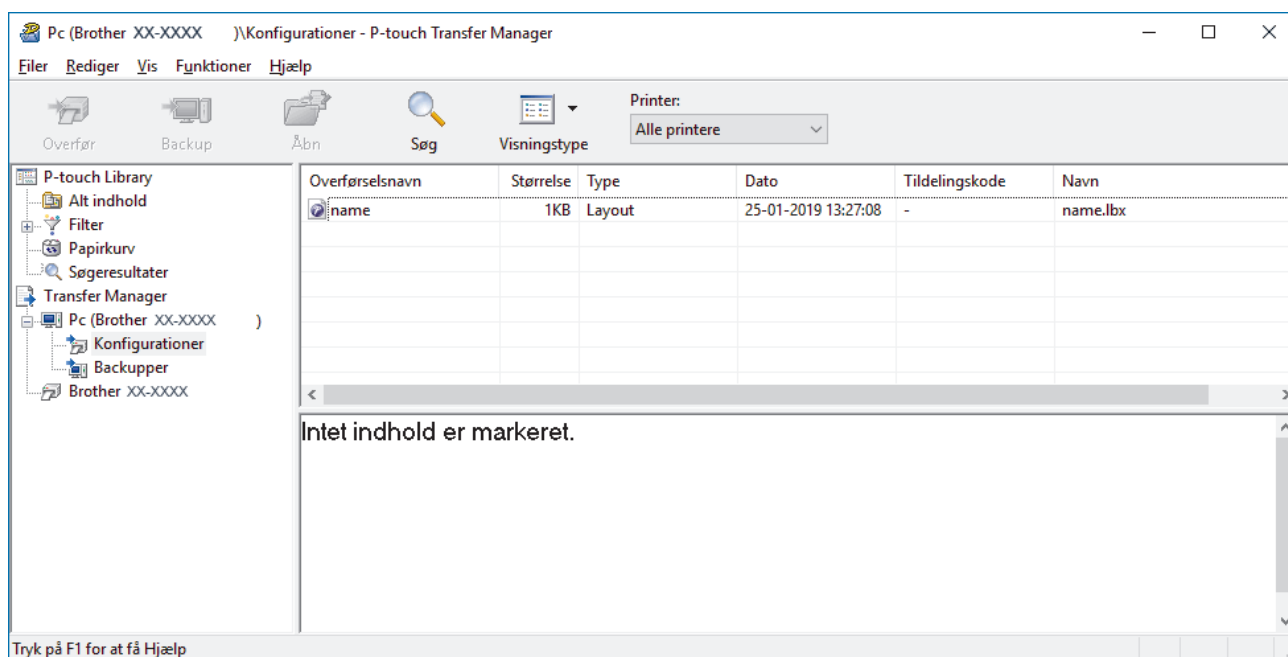 Pc (Brother XX-XXXX )\Konfigurationer - P-touch Transfer Manager
Filer Rediger Vis Funktioner Hjælp
Overfør Backup Åbn Søg Visningstype
Printer:
Alle printere
P-touch Library
Alt indhold
Filter
Papirkurv
Søgeresultater
Transfer Manager
Pc (Brother XX-XXXX )
Konfigurationer
Backupper
Brother XX-XXXX
Overførselsnavn Størrelse Type Dato Tildelingskode Navn
name 1KB Layout 25-01-2019 13:27:08 - name.lbx
Intet indhold er markeret.
Tryk på F1 for at få Hjælp